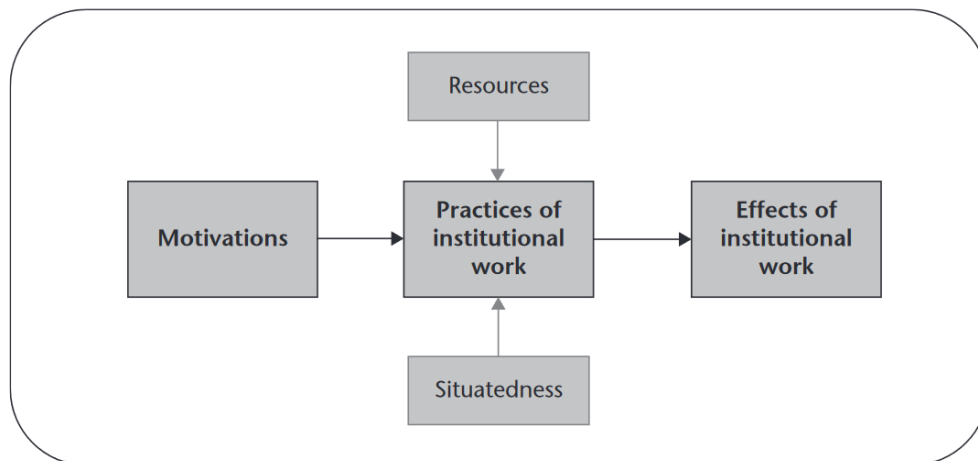 Resources
Motivations
Practices of
institutional
work
Effects of
institutional
work
Situatedness